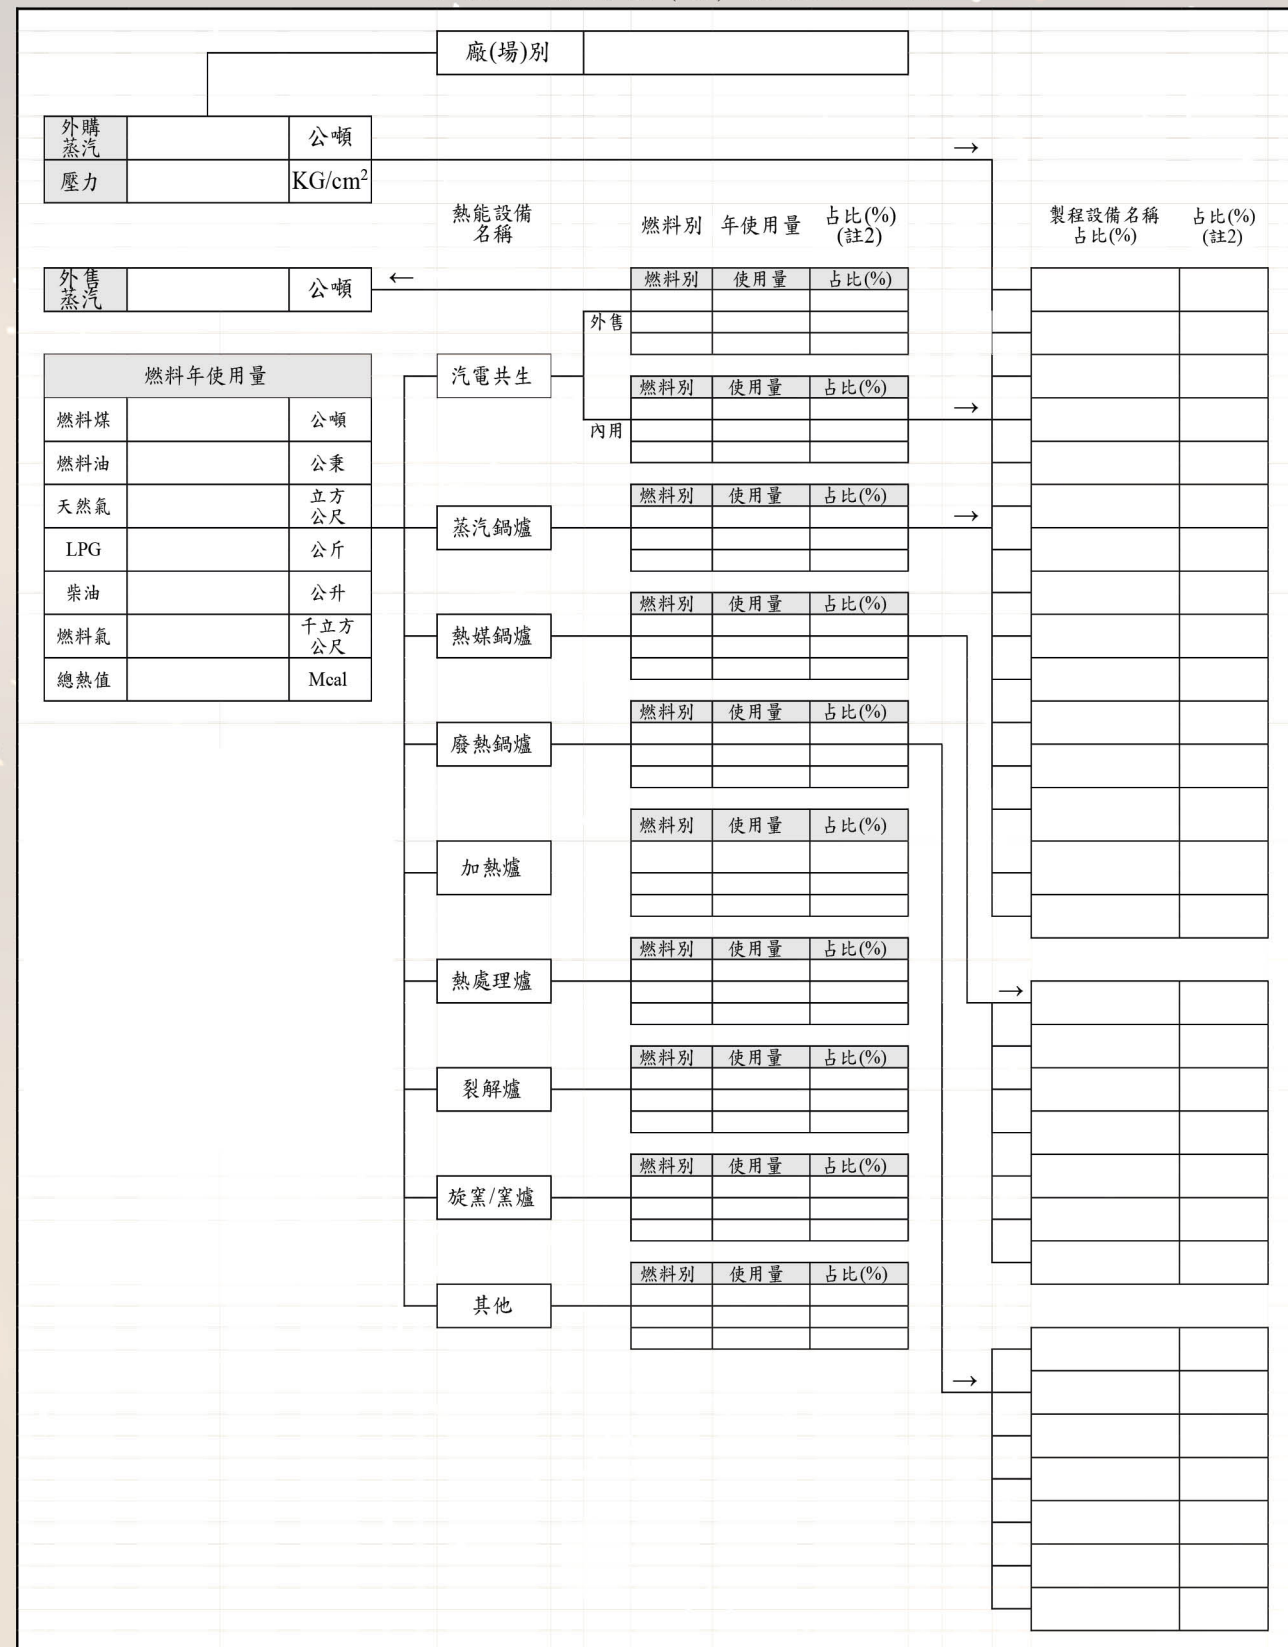 廠(場)別
外購
蒸汽
公噸
壓力
KG/cm²
→
熱能設備
名稱
燃料別
年使用量
占比(%)
(註2)
製程設備名稱
占比(%)
占比(%)
(註2)
外售
蒸汽
公噸
←
燃料別 使用量 占比(%)
外售
燃料年使用量
燃料煤 公噸
燃料油 公秉
天然氣 立方
公尺
LPG 公斤
柴油 公升
燃料氣 千立方
公尺
總熱值 Mcal
汽電共生
燃料別 使用量 占比(%)
→
內用
燃料別 使用量 占比(%)
蒸汽鍋爐
→
燃料別 使用量 占比(%)
熱媒鍋爐
燃料別 使用量 占比(%)
廢熱鍋爐
燃料別 使用量 占比(%)
加熱爐
燃料別 使用量 占比(%)
熱處理爐
→
燃料別 使用量 占比(%)
裂解爐
燃料別 使用量 占比(%)
旋窯/窯爐
燃料別 使用量 占比(%)
其他
→